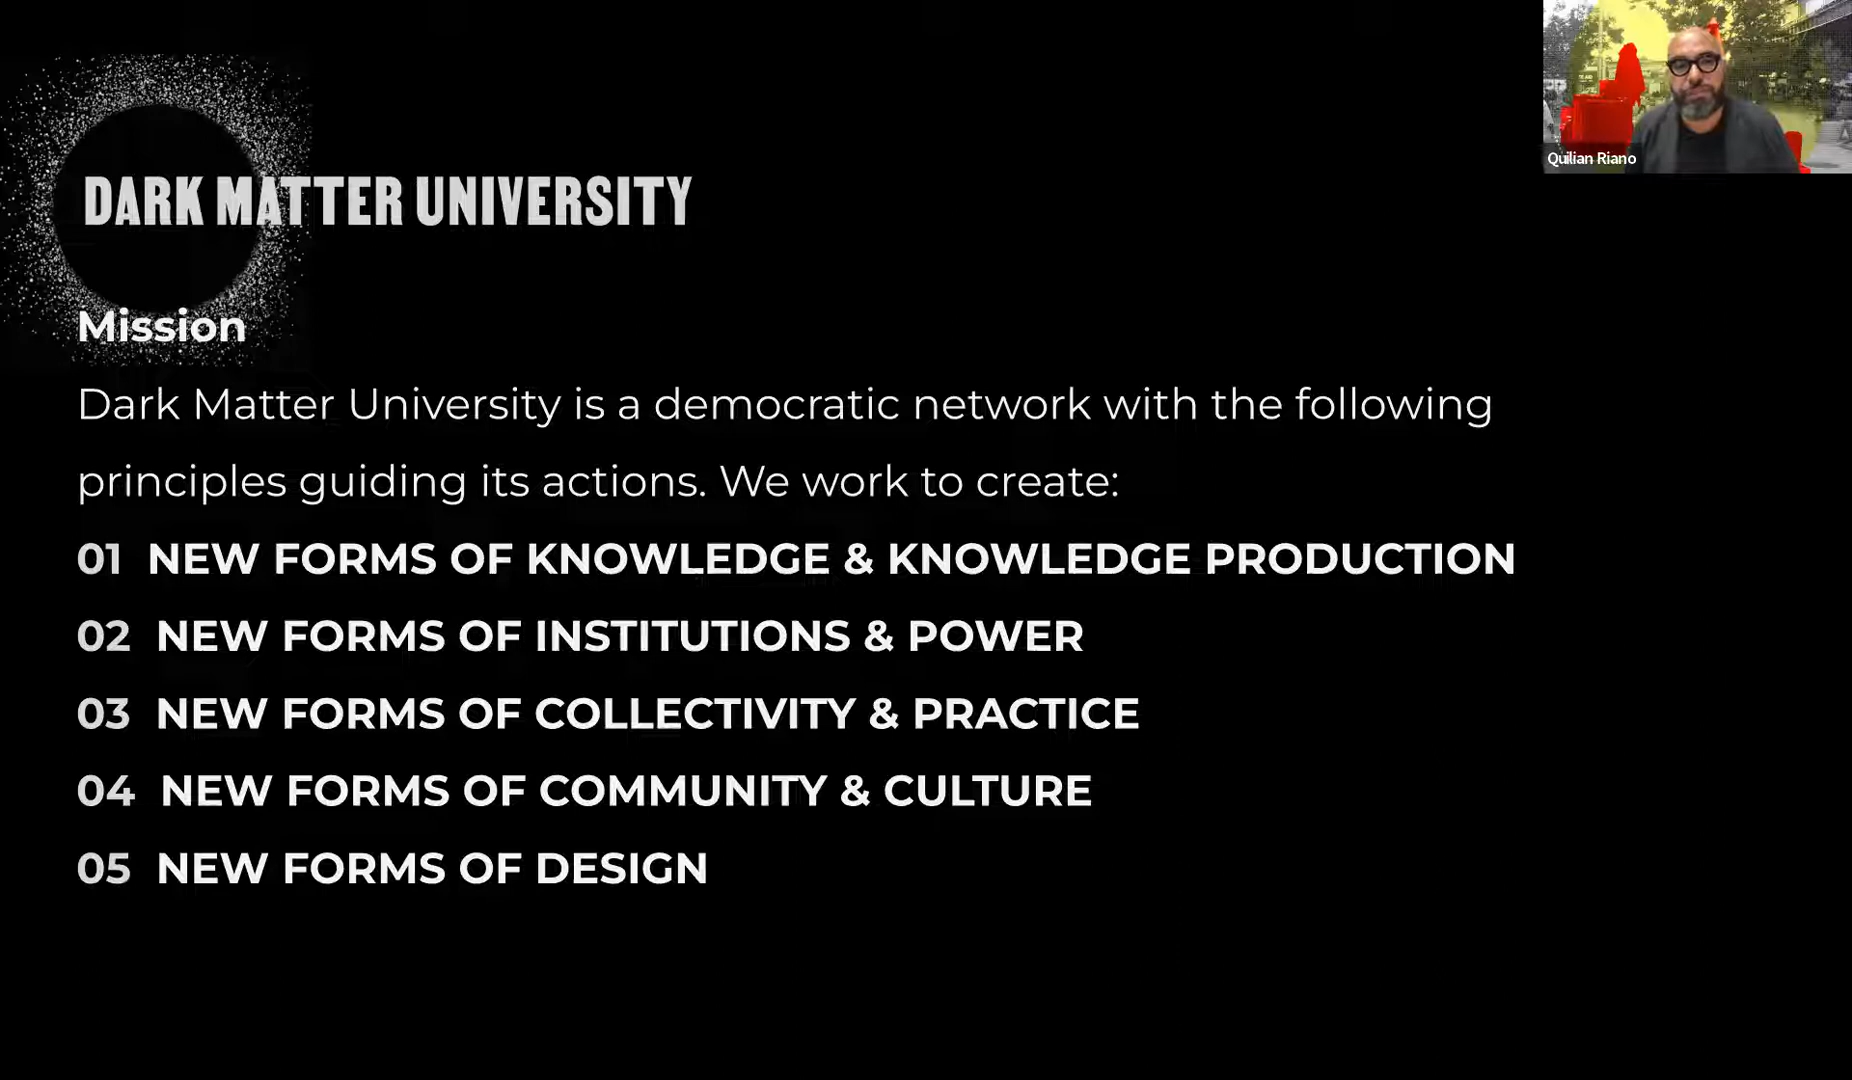 DARK MATTER UNIVERSITY
Quilian Riano
Mission
Dark Matter University is a democratic network with the following
principles guiding its actions. We work to create:
01 NEW FORMS OF KNOWLEDGE & KNOWLEDGE PRODUCTION
02 NEW FORMS OF INSTITUTIONS & POWER
03 NEW FORMS OF COLLECTIVITY & PRACTICE
04 NEW FORMS OF COMMUNITY & CULTURE
05 NEW FORMS OF DESIGN